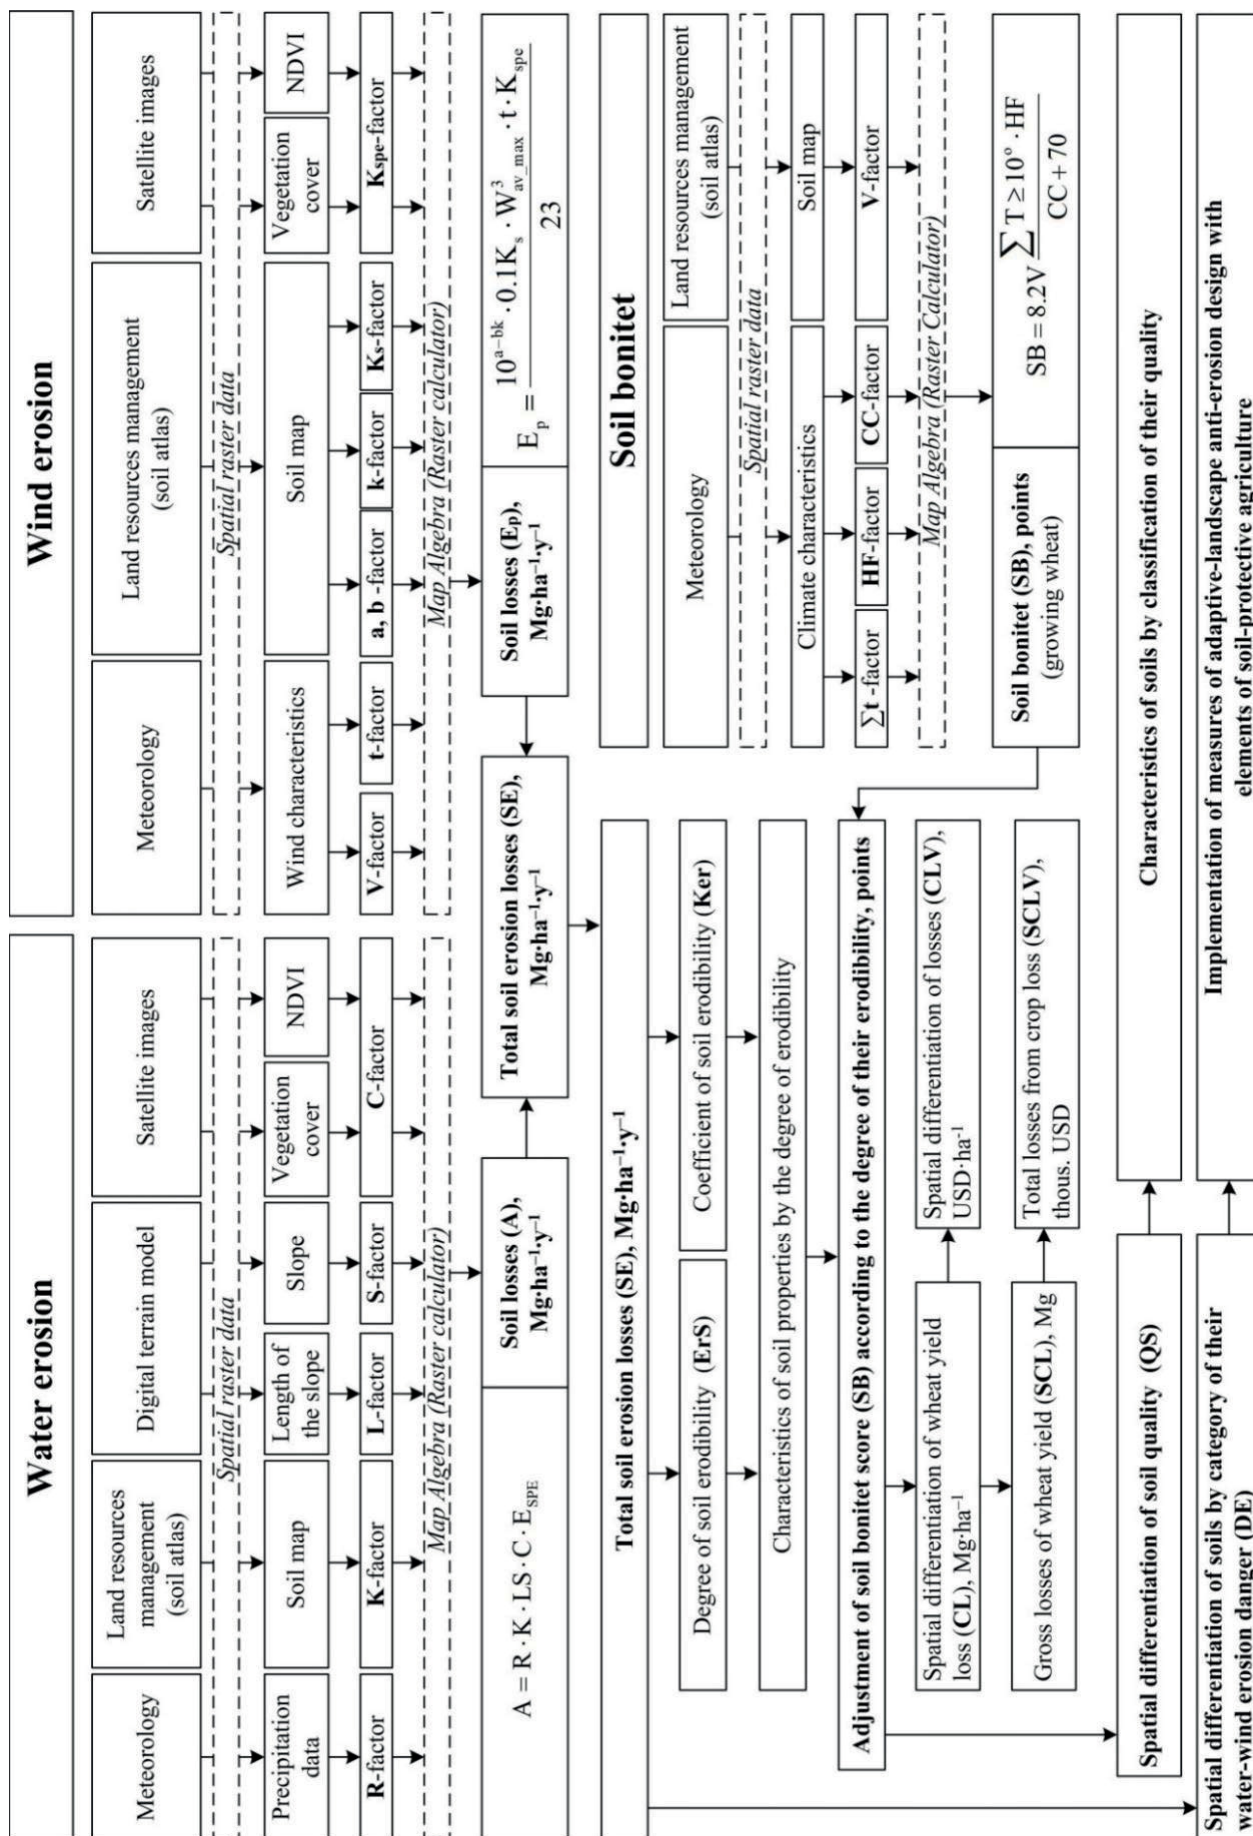 Water erosion
Meteorology
Land resources
management
(soil atlas)
Digital terrain model
Satellite images
Spatial raster data
Precipitation
data
Soil map
Length of
the slope
Slope
Vegetation
cover
NDVI
R-factor
K-factor
L-factor
S-factor
C-factor
Map Algebra (Raster calculator)
A = R · K · LS · C · E_SPE
Soil losses (A),
Mg·ha⁻¹·y⁻¹
Wind erosion
Meteorology
Land resources management
(soil atlas)
Satellite images
Spatial raster data
Wind characteristics
Soil map
Vegetation
cover
NDVI
V-factor
t-factor
a, b -factor
k-factor
Ks-factor
Kspe-factor
Map Algebra (Raster calculator)
Soil losses (Ep),
Mg·ha⁻¹·y⁻¹
E_p = 10^(a−bk) · 0.1K_s · W³_av_max · t · K_spe
23
Total soil erosion losses (SE),
Mg·ha⁻¹·y⁻¹
Total soil erosion losses (SE), Mg·ha⁻¹·y⁻¹
Degree of soil erodibility (ErS)
Coefficient of soil erodibility (Ker)
Characteristics of soil properties by the degree of erodibility
Adjustment of soil bonitet score (SB) according to the degree of their erodibility, points
Spatial differentiation of wheat yield
loss (CL), Mg·ha⁻¹
Spatial differentiation of losses (CLV),
USD·ha⁻¹
Gross losses of wheat yield (SCL), Mg
Total losses from crop loss (SCLV),
thous. USD
Soil bonitet
Meteorology
Land resources management
(soil atlas)
Spatial raster data
Climate characteristics
Soil map
∑t -factor
HF-factor
CC-factor
V-factor
Map Algebra (Raster Calculator)
Soil bonitet (SB), points
(growing wheat)
SB = 8.2V ∑T ≥ 10° · HF
CC + 70
Spatial differentiation of soil quality (QS)
Characteristics of soils by classification of their quality
Spatial differentiation of soils by category of their
water-wind erosion danger (DE)
Implementation of measures of adaptive-landscape anti-erosion design with
elements of soil-protective agriculture